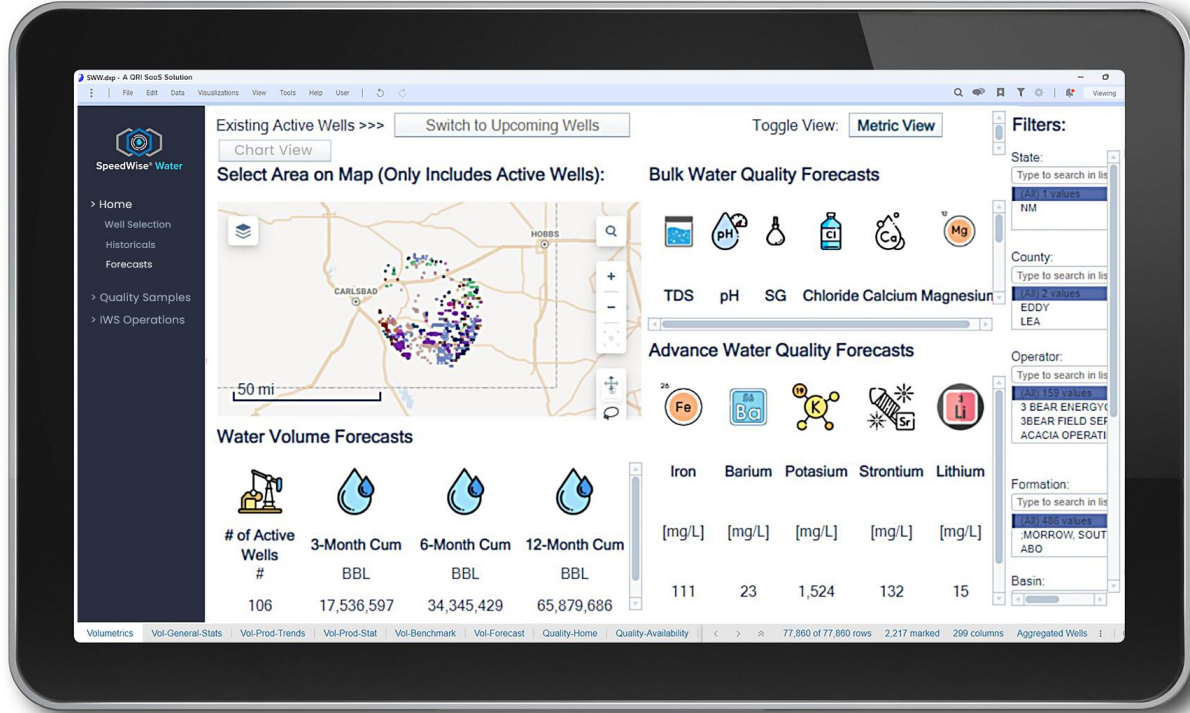 SWW.dxp - A QRI SaaS Solution
File Edit Data Visualizations View Tools Help User
Viewing
SpeedWise® Water
> Home
Well Selection
Historicals
Forecasts
> Quality Samples
> IWS Operations
Existing Active Wells >>>
Switch to Upcoming Wells
Toggle View:
Metric View
Chart View
Select Area on Map (Only Includes Active Wells):
HOBBS
CARLSBAD
50 mi
+
−
Water Volume Forecasts
# of Active Wells
#
106
3-Month Cum
BBL
17,536,597
6-Month Cum
BBL
34,345,429
12-Month Cum
BBL
65,879,686
Bulk Water Quality Forecasts
pH
Cl
Ca
12
Mg
TDS pH SG Chloride Calcium Magnesium
Advance Water Quality Forecasts
26
Fe
56
Ba
19
K
Sr
3
Li
Iron Barium Potasium Strontium Lithium
[mg/L] [mg/L] [mg/L] [mg/L] [mg/L]
111 23 1,524 132 15
Filters:
State:
Type to search in lis
(All) 1 values
NM
County:
Type to search in lis
(All) 2 values
EDDY
LEA
Operator:
Type to search in lis
(All) 159 values
3 BEAR ENERGY
3BEAR FIELD SER
ACACIA OPERATI
Formation:
Type to search in lis
(All) 486 values
;MORROW, SOUT
ABO
Basin:
Volumetrics Vol-General-Stats Vol-Prod-Trends Vol-Prod-Stat Vol-Benchmark Vol-Forecast Quality-Home Quality-Availability
77,860 of 77,860 rows 2,217 marked 299 columns Aggregated Wells